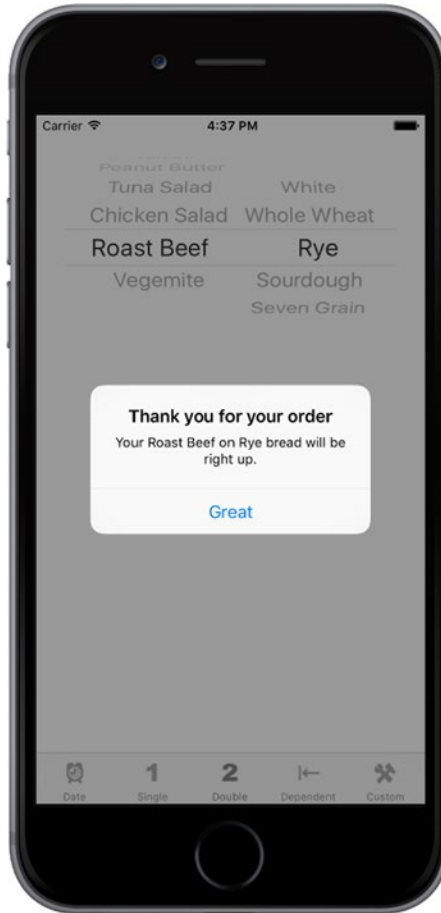 Carrier 4:37 PM
Peanut Butter
Tuna Salad White
Chicken Salad Whole Wheat
Roast Beef Rye
Vegemite Sourdough
Seven Grain
Thank you for your order
Your Roast Beef on Rye bread will be
right up.
Great
1 2
Date Single Double Dependent Custom